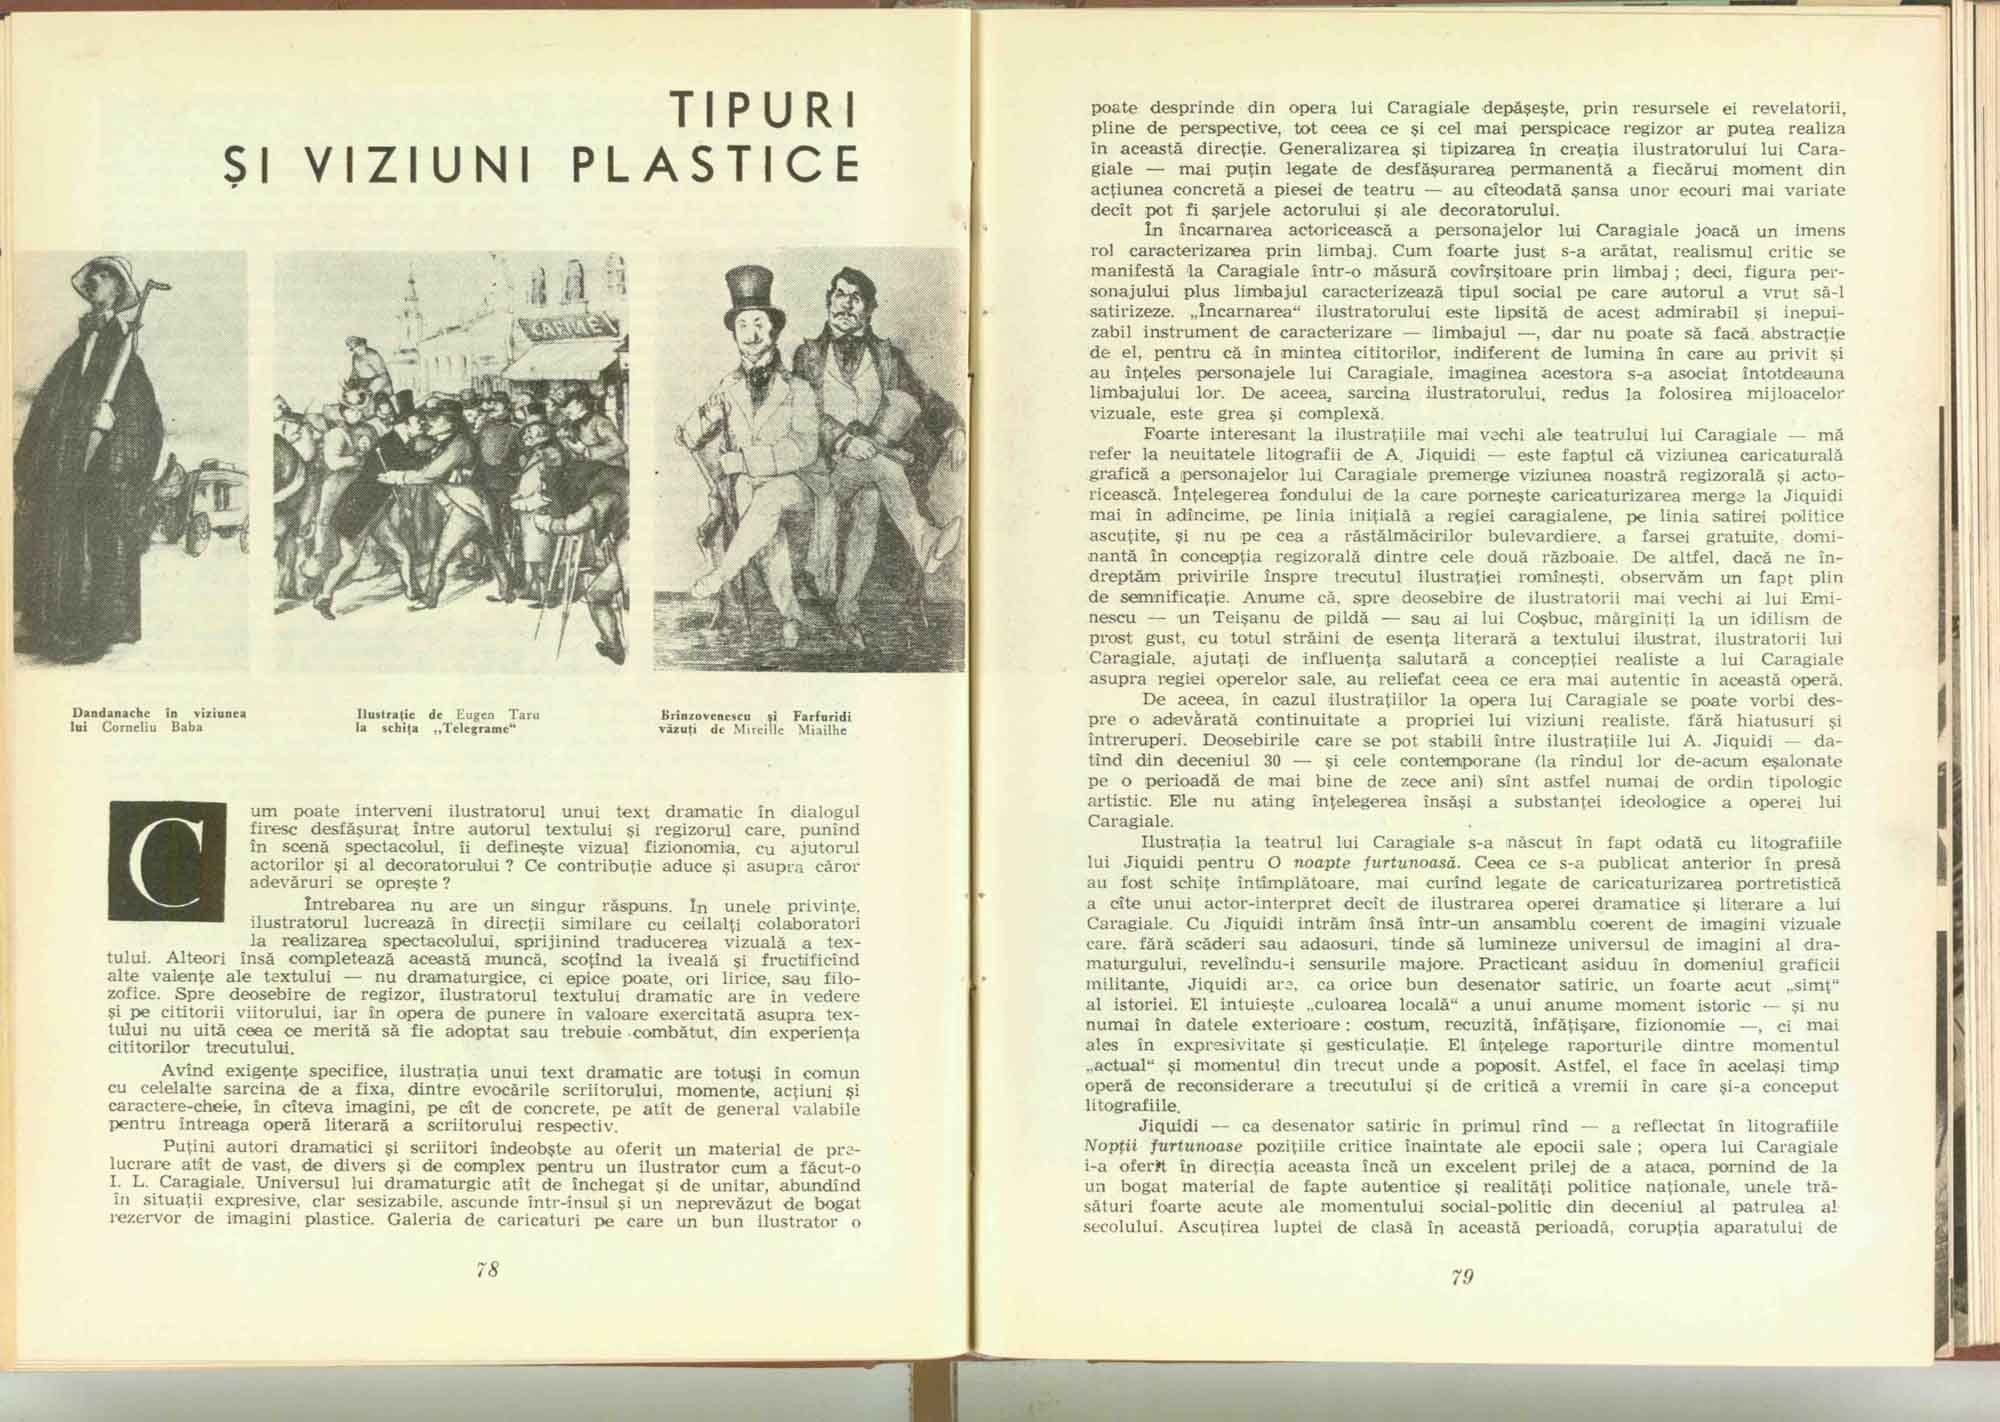 TIPURI
ȘI VIZIUNI PLASTICE
CAFENE
Dandanache în viziunea
lui Corneliu Baba
Ilustrație de Eugen Taru
la schița „Telegrame“
Brînzovenescu și Farfuridi
văzuți de Mireille Miailhe
Cum poate interveni ilustratorul unui text dramatic în dialogul
firesc desfășurat între autorul textului și regizorul care, punînd
în scenă spectacolul, îi definește vizual fizionomia, cu ajutorul
actorilor și al decoratorului ? Ce contribuție aduce și asupra căror
adevăruri se oprește ?
Întrebarea nu are un singur răspuns. În unele privințe,
ilustratorul lucrează în direcții similare cu ceilalți colaboratori
la realizarea spectacolului, sprijinind traducerea vizuală a tex-
tului. Alteori însă completează această muncă, scoțînd la iveală și fructificînd
alte valențe ale textului — nu dramaturgice, ci epice poate, ori lirice, sau filo-
zofice. Spre deosebire de regizor, ilustratorul textului dramatic are în vedere
și pe cititorii viitorului, iar în opera de punere în valoare exercitată asupra tex-
tului nu uită ceea ce merită să fie adoptat sau trebuie combătut, din experiența
cititorilor trecutului.
Avînd exigențe specifice, ilustrația unui text dramatic are totuși în comun
cu celelalte sarcina de a fixa, dintre evocările scriitorului, momente, acțiuni și
caractere-cheie, în cîteva imagini, pe cît de concrete, pe atît de general valabile
pentru întreaga operă literară a scriitorului respectiv.
Puțini autori dramatici și scriitori îndeobște au oferit un material de pre-
lucrare atît de vast, de divers și de complex pentru un ilustrator cum a făcut-o
I. L. Caragiale. Universul lui dramaturgic atît de închegat și de unitar, abundînd
în situații expresive, clar sesizabile, ascunde într-însul și un neprevăzut de bogat
rezervor de imagini plastice. Galeria de caricaturi pe care un bun ilustrator o
78
poate desprinde din opera lui Caragiale depășește, prin resursele ei revelatorii,
pline de perspective, tot ceea ce și cel mai perspicace regizor ar putea realiza
în această direcție. Generalizarea și tipizarea în creația ilustratorului lui Cara-
giale — mai puțin legate de desfășurarea permanentă a fiecărui moment din
acțiunea concretă a piesei de teatru — au cîteodată șansa unor ecouri mai variate
decît pot fi șarjele actorului și ale decoratorului.
În încarnarea actoricească a personajelor lui Caragiale joacă un imens
rol caracterizarea prin limbaj. Cum foarte just s-a arătat, realismul critic se
manifestă la Caragiale într-o măsură covîrșitoare prin limbaj ; deci, figura per-
sonajului plus limbajul caracterizează tipul social pe care autorul a vrut să-l
satirizeze. „Încarnarea“ ilustratorului este lipsită de acest admirabil și inepui-
zabil instrument de caracterizare — limbajul —, dar nu poate să facă abstracție
de el, pentru că în mintea cititorilor, indiferent de lumina în care au privit și
au înțeles personajele lui Caragiale, imaginea acestora s-a asociat întotdeauna
limbajului lor. De aceea, sarcina ilustratorului, redus la folosirea mijloacelor
vizuale, este grea și complexă.
Foarte interesant la ilustrațiile mai vechi ale teatrului lui Caragiale — mă
refer la neuitatele litografii de A. Jiquidi — este faptul că viziunea caricaturală
grafică a personajelor lui Caragiale premerge viziunea noastră regizorală și acto-
ricească. Înțelegerea fondului de la care pornește caricaturizarea merge la Jiquidi
mai în adîncime, pe linia inițială a regiei caragialene, pe linia satirei politice
ascuțite, și nu pe cea a răstălmăcirilor bulevardiere, a farsei gratuite, domi-
nantă în concepția regizorală dintre cele două războaie. De altfel, dacă ne în-
dreptăm privirile înspre trecutul ilustrației romînești, observăm un fapt plin
de semnificație. Anume că, spre deosebire de ilustratorii mai vechi ai lui Emi-
nescu — un Teișanu de pildă — sau ai lui Coșbuc, mărginiți la un idilism de
prost gust, cu totul străini de esența literară a textului ilustrat, ilustratorii lui
Caragiale, ajutați de influența salutară a concepției realiste a lui Caragiale
asupra regiei operelor sale, au reliefat ceea ce era mai autentic în această operă.
De aceea, în cazul ilustrațiilor la opera lui Caragiale se poate vorbi des-
pre o adevărată continuitate a propriei lui viziuni realiste, fără hiatusuri și
întreruperi. Deosebirile care se pot stabili între ilustrațiile lui A. Jiquidi — da-
tînd din deceniul 30 — și cele contemporane (la rîndul lor de-acum eșalonate
pe o perioadă de mai bine de zece ani) sînt astfel numai de ordin tipologic
artistic. Ele nu ating înțelegerea însăși a substanței ideologice a operei lui
Caragiale.
Ilustrația la teatrul lui Caragiale s-a născut în fapt odată cu litografiile
lui Jiquidi pentru O noapte furtunoasă. Ceea ce s-a publicat anterior în presă
au fost schițe întîmplătoare, mai curînd legate de caricaturizarea portretistică
a cîte unui actor-interpret decît de ilustrarea operei dramatice și literare a lui
Caragiale. Cu Jiquidi intrăm însă într-un ansamblu coerent de imagini vizuale
care, fără scăderi sau adaosuri, tinde să lumineze universul de imagini al dra-
maturgului, revelîndu-i sensurile majore. Practicant asiduu în domeniul graficii
militante, Jiquidi are, ca orice bun desenator satiric, un foarte acut „simț“
al istoriei. El intuiește „culoarea locală“ a unui anume moment istoric — și nu
numai în datele exterioare : costum, recuzită, înfățișare, fizionomie —, ci mai
ales în expresivitate și gesticulație. El înțelege raporturile dintre momentul
„actual“ și momentul din trecut unde a poposit. Astfel, el face în același timp
operă de reconsiderare a trecutului și de critică a vremii în care și-a conceput
litografiile.
Jiquidi — ca desenator satiric în primul rînd — a reflectat în litografiile
Nopții furtunoase pozițiile critice înaintate ale epocii sale ; opera lui Caragiale
i-a oferit în direcția aceasta încă un excelent prilej de a ataca, pornind de la
un bogat material de fapte autentice și realități politice naționale, unele tră-
sături foarte acute ale momentului social-politic din deceniul al patrulea al
secolului. Ascuțirea luptei de clasă în această perioadă, corupția aparatului de
79